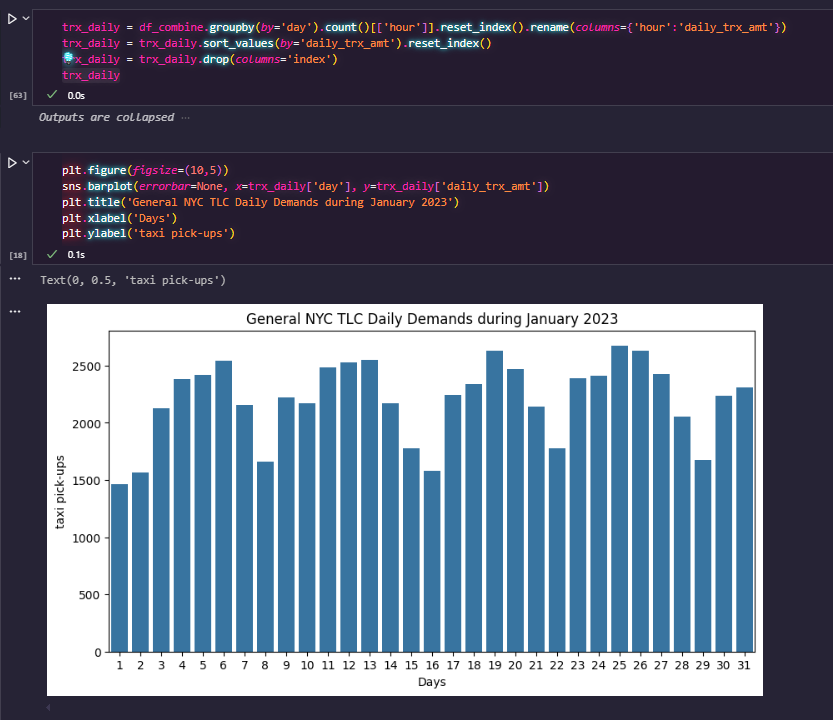 trx_daily = df_combine.groupby(by='day').count()[['hour']].reset_index().rename(columns={'hour':'daily_trx_amt'})
trx_daily = trx_daily.sort_values(by='daily_trx_amt').reset_index()
trx_daily = trx_daily.drop(columns='index')
trx_daily
[63]
0.0s
Outputs are collapsed ...
plt.figure(figsize=(10,5))
sns.barplot(errorbar=None, x=trx_daily['day'], y=trx_daily['daily_trx_amt'])
plt.title('General NYC TLC Daily Demands during January 2023')
plt.xlabel('Days')
plt.ylabel('taxi pick-ups')
[18]
0.1s
Text(0, 0.5, 'taxi pick-ups')
General NYC TLC Daily Demands during January 2023
2500
2000
1500
1000
500
0
taxi pick-ups
1 2 3 4 5 6 7 8 9 10 11 12 13 14 15 16 17 18 19 20 21 22 23 24 25 26 27 28 29 30 31
Days